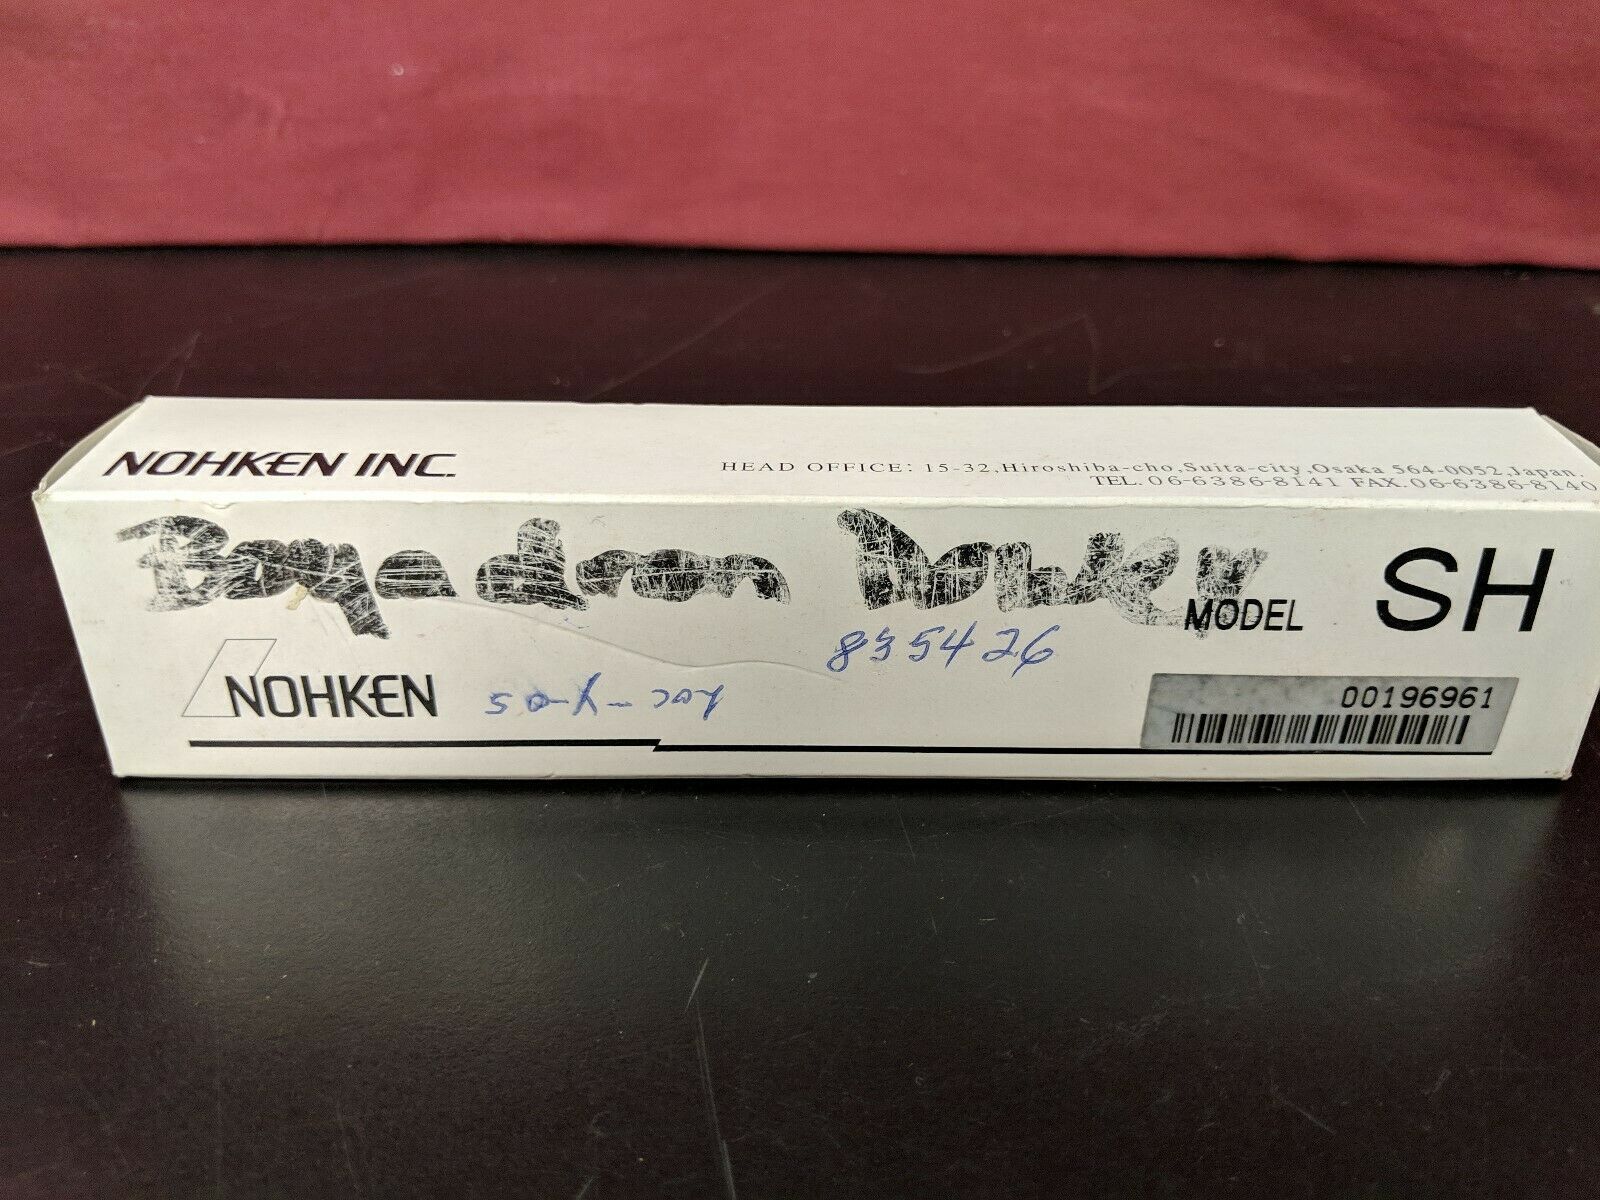 NOHKEN INC.
HEAD OFFICE: 15-32,Hiroshiba-cho,Suita-city,Osaka 564-0052,Japan.
TEL. 06-6386-8141 FAX. 06-6386-8140
MODEL SH
835426
NOHKEN
00196961